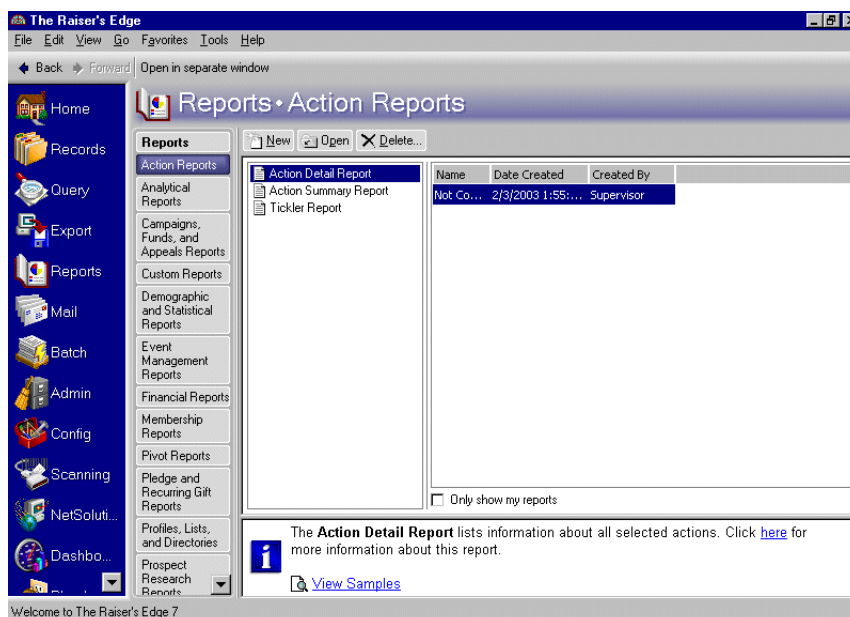 The Raiser's Edge
File Edit View Go Favorites Tools Help
Back Forward Open in separate window
Reports • Action Reports
Home
Records
Query
Export
Reports
Mail
Batch
Admin
Config
Scanning
NetSoluti...
Dashbo...
Reports
Action Reports
Analytical
Reports
Campaigns,
Funds, and
Appeals Reports
Custom Reports
Demographic
and Statistical
Reports
Event
Management
Reports
Financial Reports
Membership
Reports
Pivot Reports
Pledge and
Recurring Gift
Reports
Profiles, Lists,
and Directories
Prospect
Research
Reports
New Open Delete...
Action Detail Report
Action Summary Report
Tickler Report
Name Date Created Created By
Not Co... 2/3/2003 1:55:... Supervisor
Only show my reports
The Action Detail Report lists information about all selected actions. Click here for
more information about this report.
View Samples
Welcome to The Raiser's Edge 7